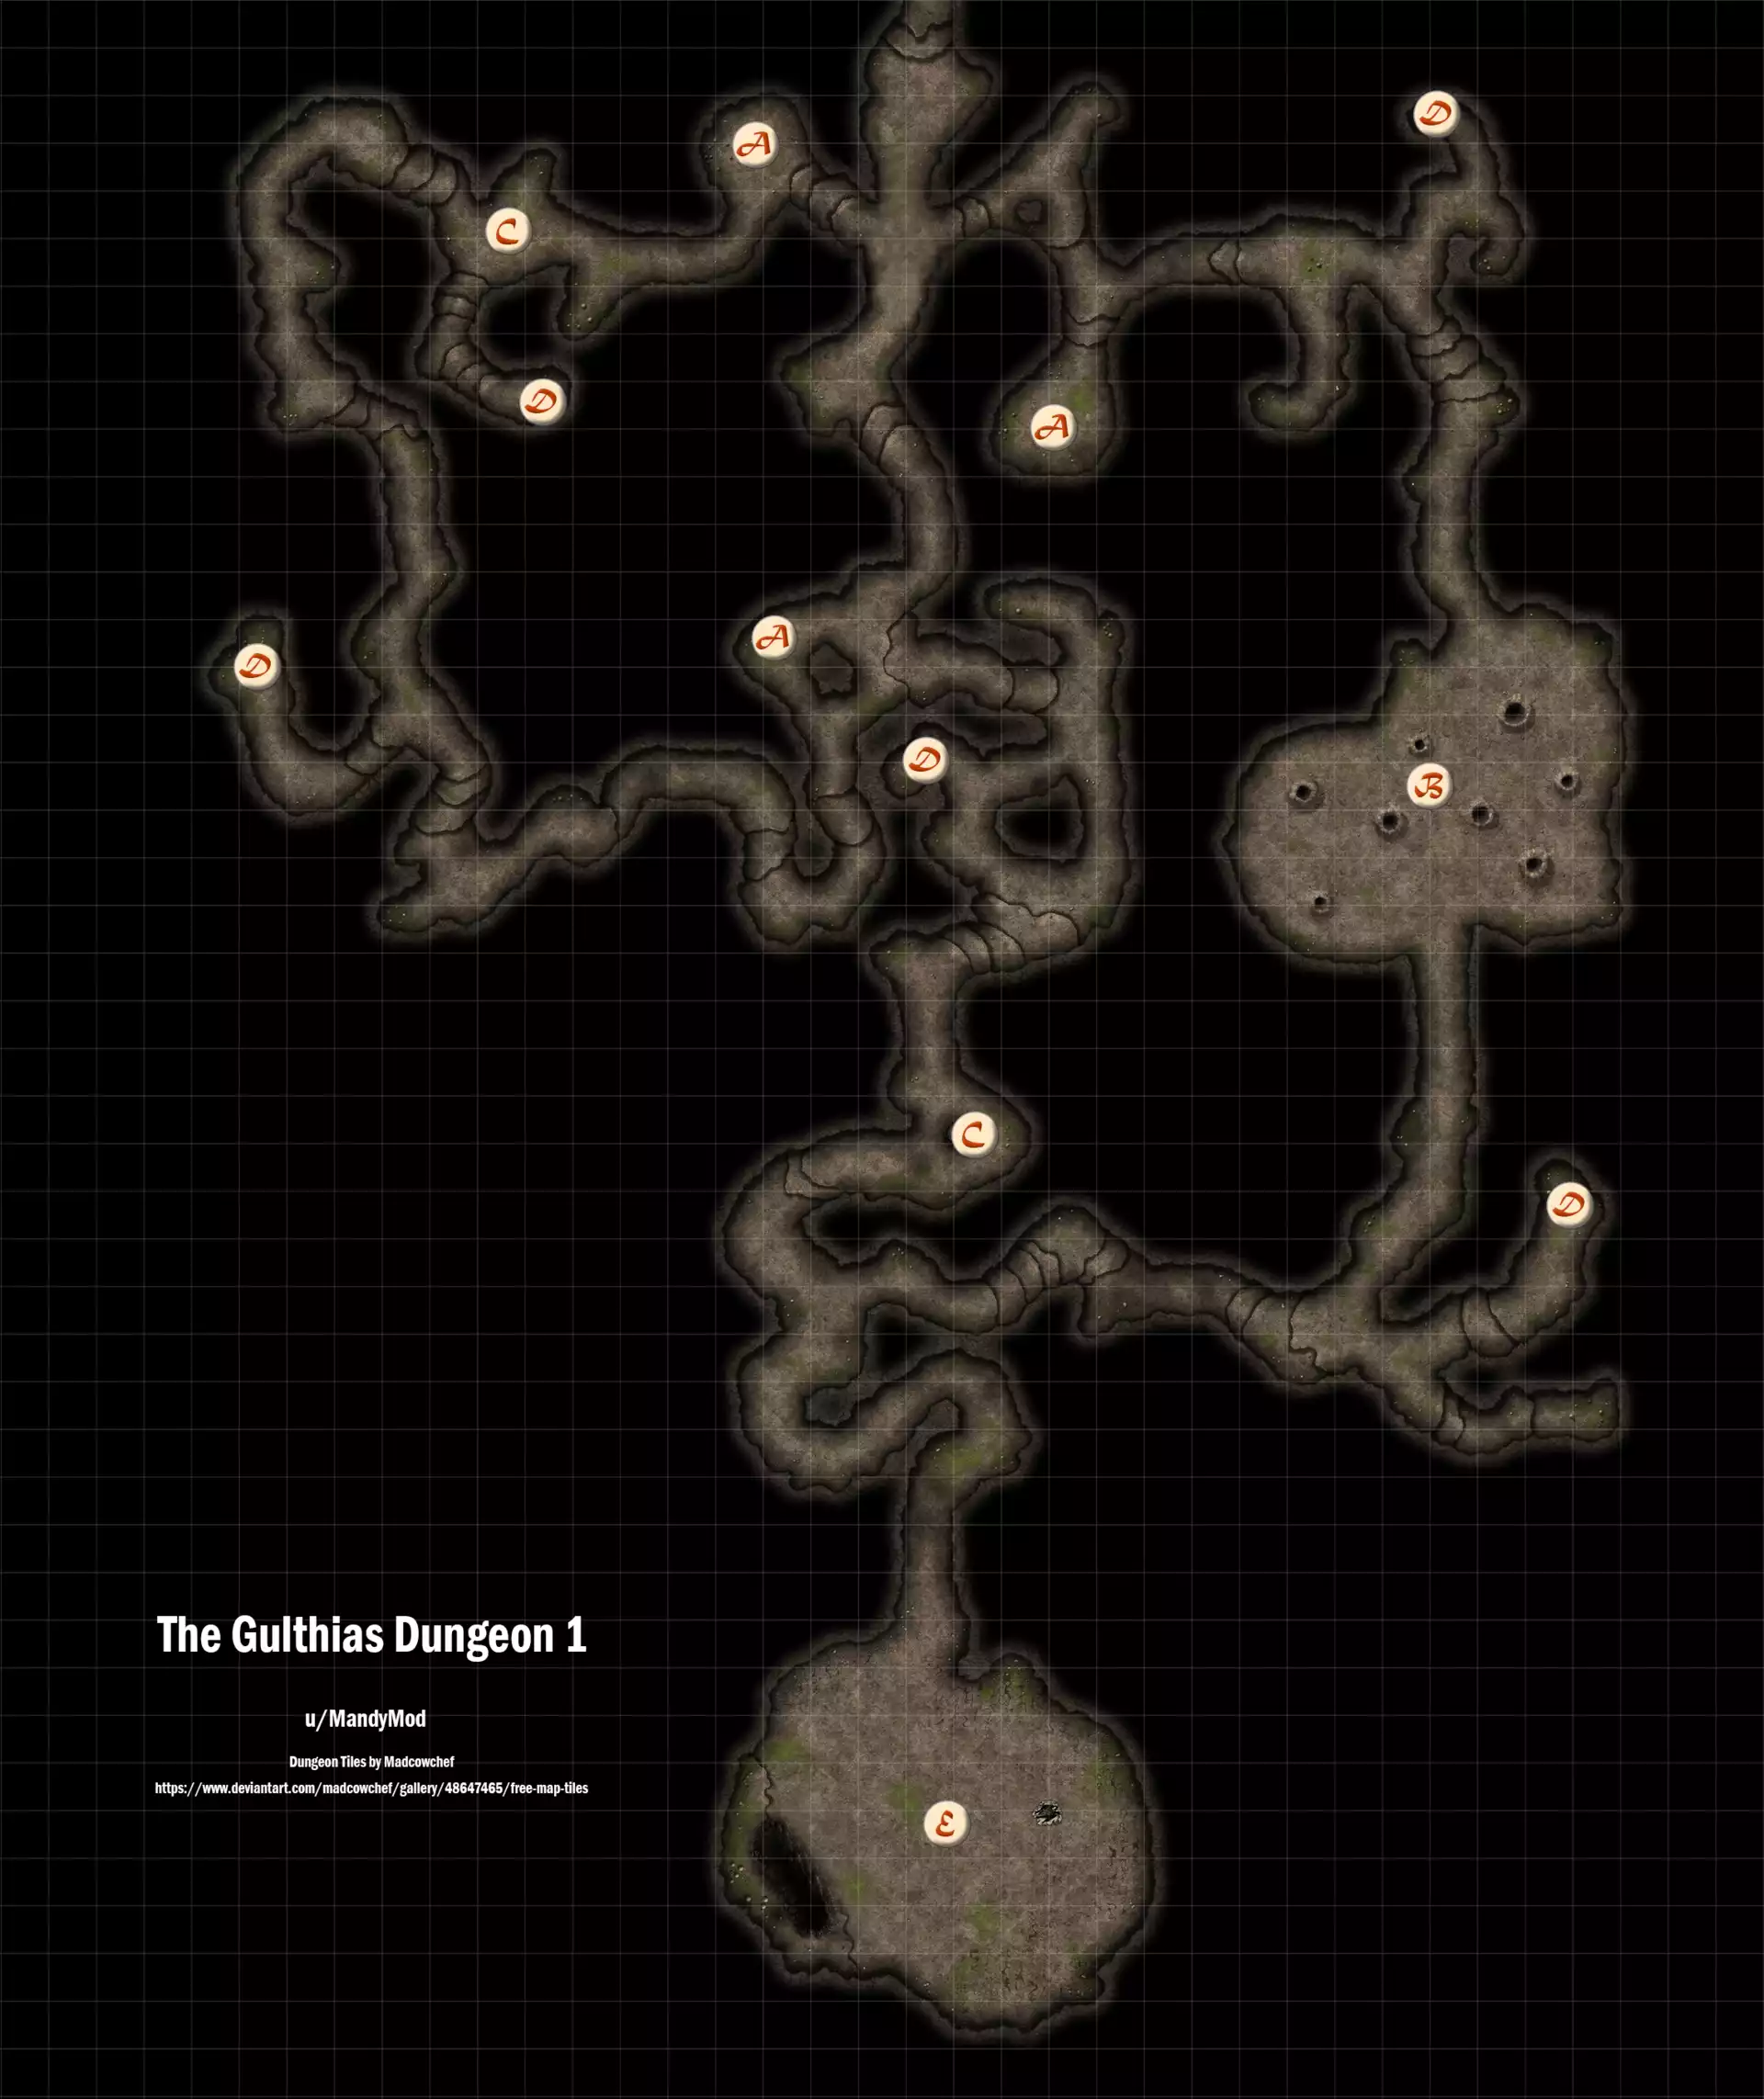 D
A
C
D
A
A
D
D
B
C
D
E
The Gulthias Dungeon 1
u/MandyMod
Dungeon Tiles by Madcowchef
https://www.deviantart.com/madcowchef/gallery/48647465/free-map-tiles